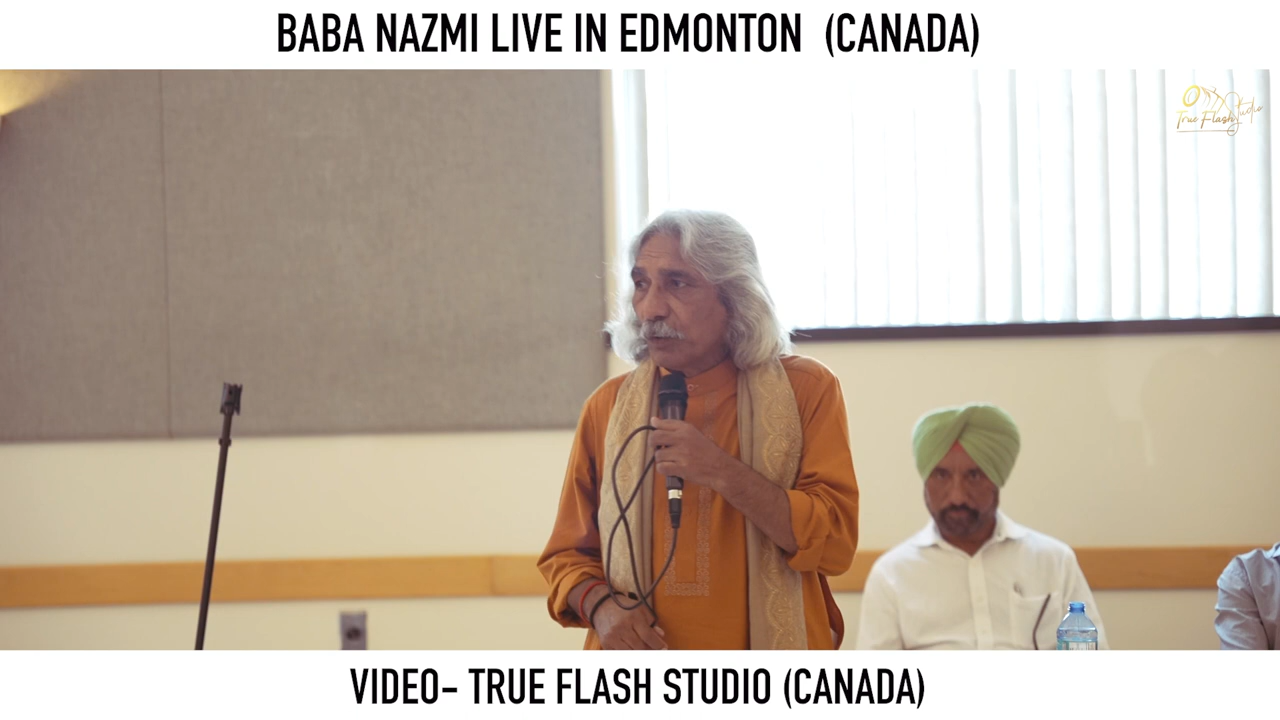 BABA NAZMI LIVE IN EDMONTON (CANADA)
True Flash Studio
VIDEO- TRUE FLASH STUDIO (CANADA)